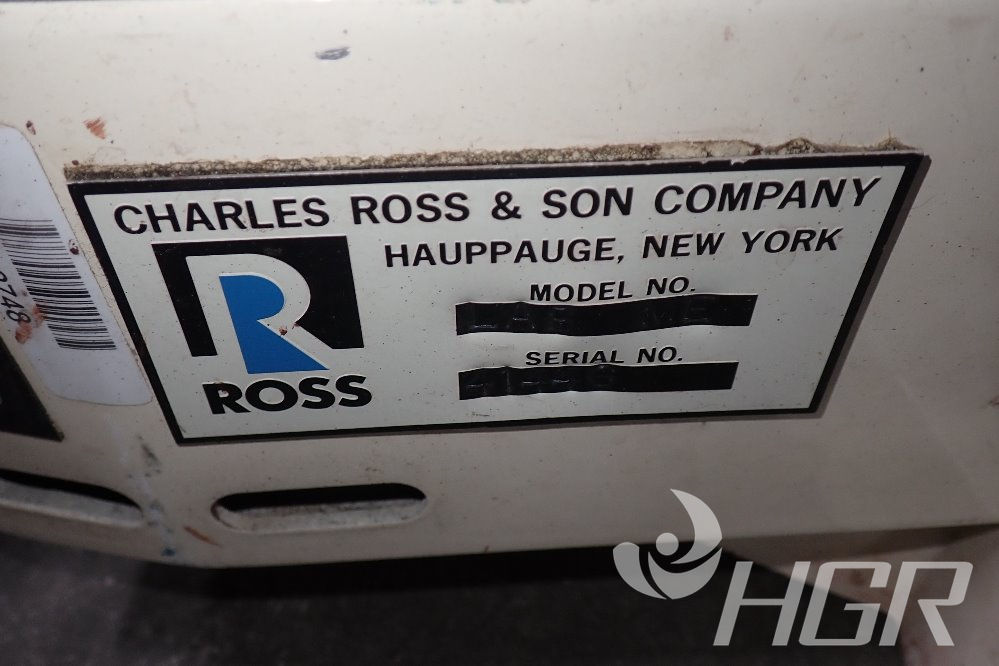 CHARLES ROSS & SON COMPANY
HAUPPAUGE, NEW YORK
MODEL NO.
SERIAL NO.
R
ROSS
HGR